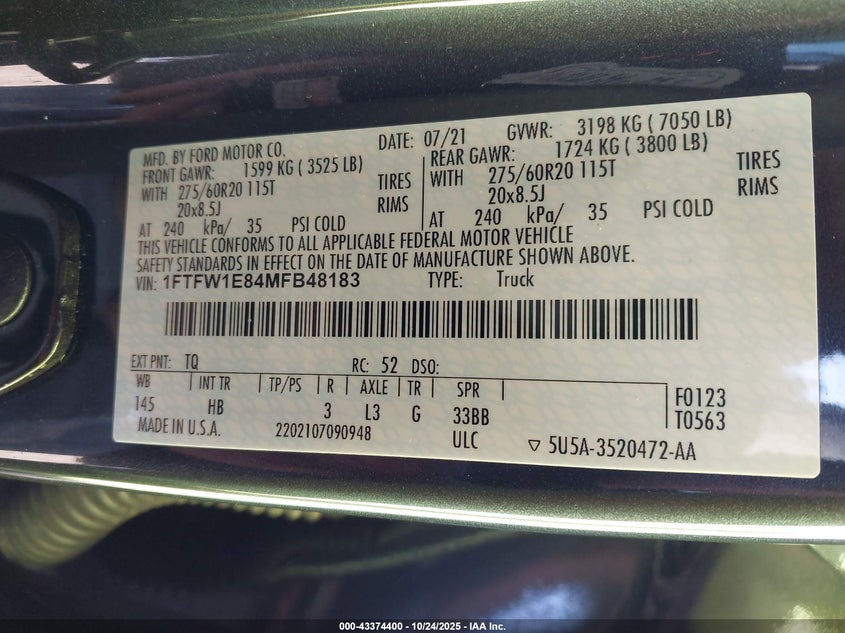 MFD. BY FORD MOTOR CO. DATE: 07/21 GVWR: 3198 KG ( 7050 LB)
FRONT GAWR: 1599 KG ( 3525 LB) REAR GAWR: 1724 KG ( 3800 LB)
WITH 275/60R20 115T TIRES WITH 275/60R20 115T TIRES
20x8.5J RIMS 20x8.5J RIMS
AT 240 kPa/ 35 PSI COLD AT 240 kPa/ 35 PSI COLD
THIS VEHICLE CONFORMS TO ALL APPLICABLE FEDERAL MOTOR VEHICLE
SAFETY STANDARDS IN EFFECT ON THE DATE OF MANUFACTURE SHOWN ABOVE.
VIN: 1FTFW1E84MFB48183 TYPE: Truck
EXT PNT: TQ RC: 52 DSO:
WB INT TR TP/PS R AXLE TR SPR
145 HB 3 L3 G 33BB F0123
T0563
MADE IN U.S.A. 2202107090948 ULC ▽ 5U5A-3520472-AA
000-43374400 - 10/24/2025 - IAA Inc.